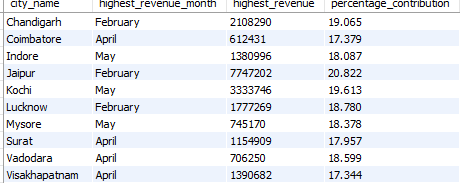 city_name highest_revenue_month highest_revenue percentage_contribution
Chandigarh February 2108290 19.065
Coimbatore April 612431 17.379
Indore May 1380996 18.087
Jaipur February 7747202 20.822
Kochi May 3333746 19.613
Lucknow February 1777269 18.780
Mysore May 745170 18.378
Surat April 1154909 17.957
Vadodara April 706250 18.599
Visakhapatnam April 1390682 17.344